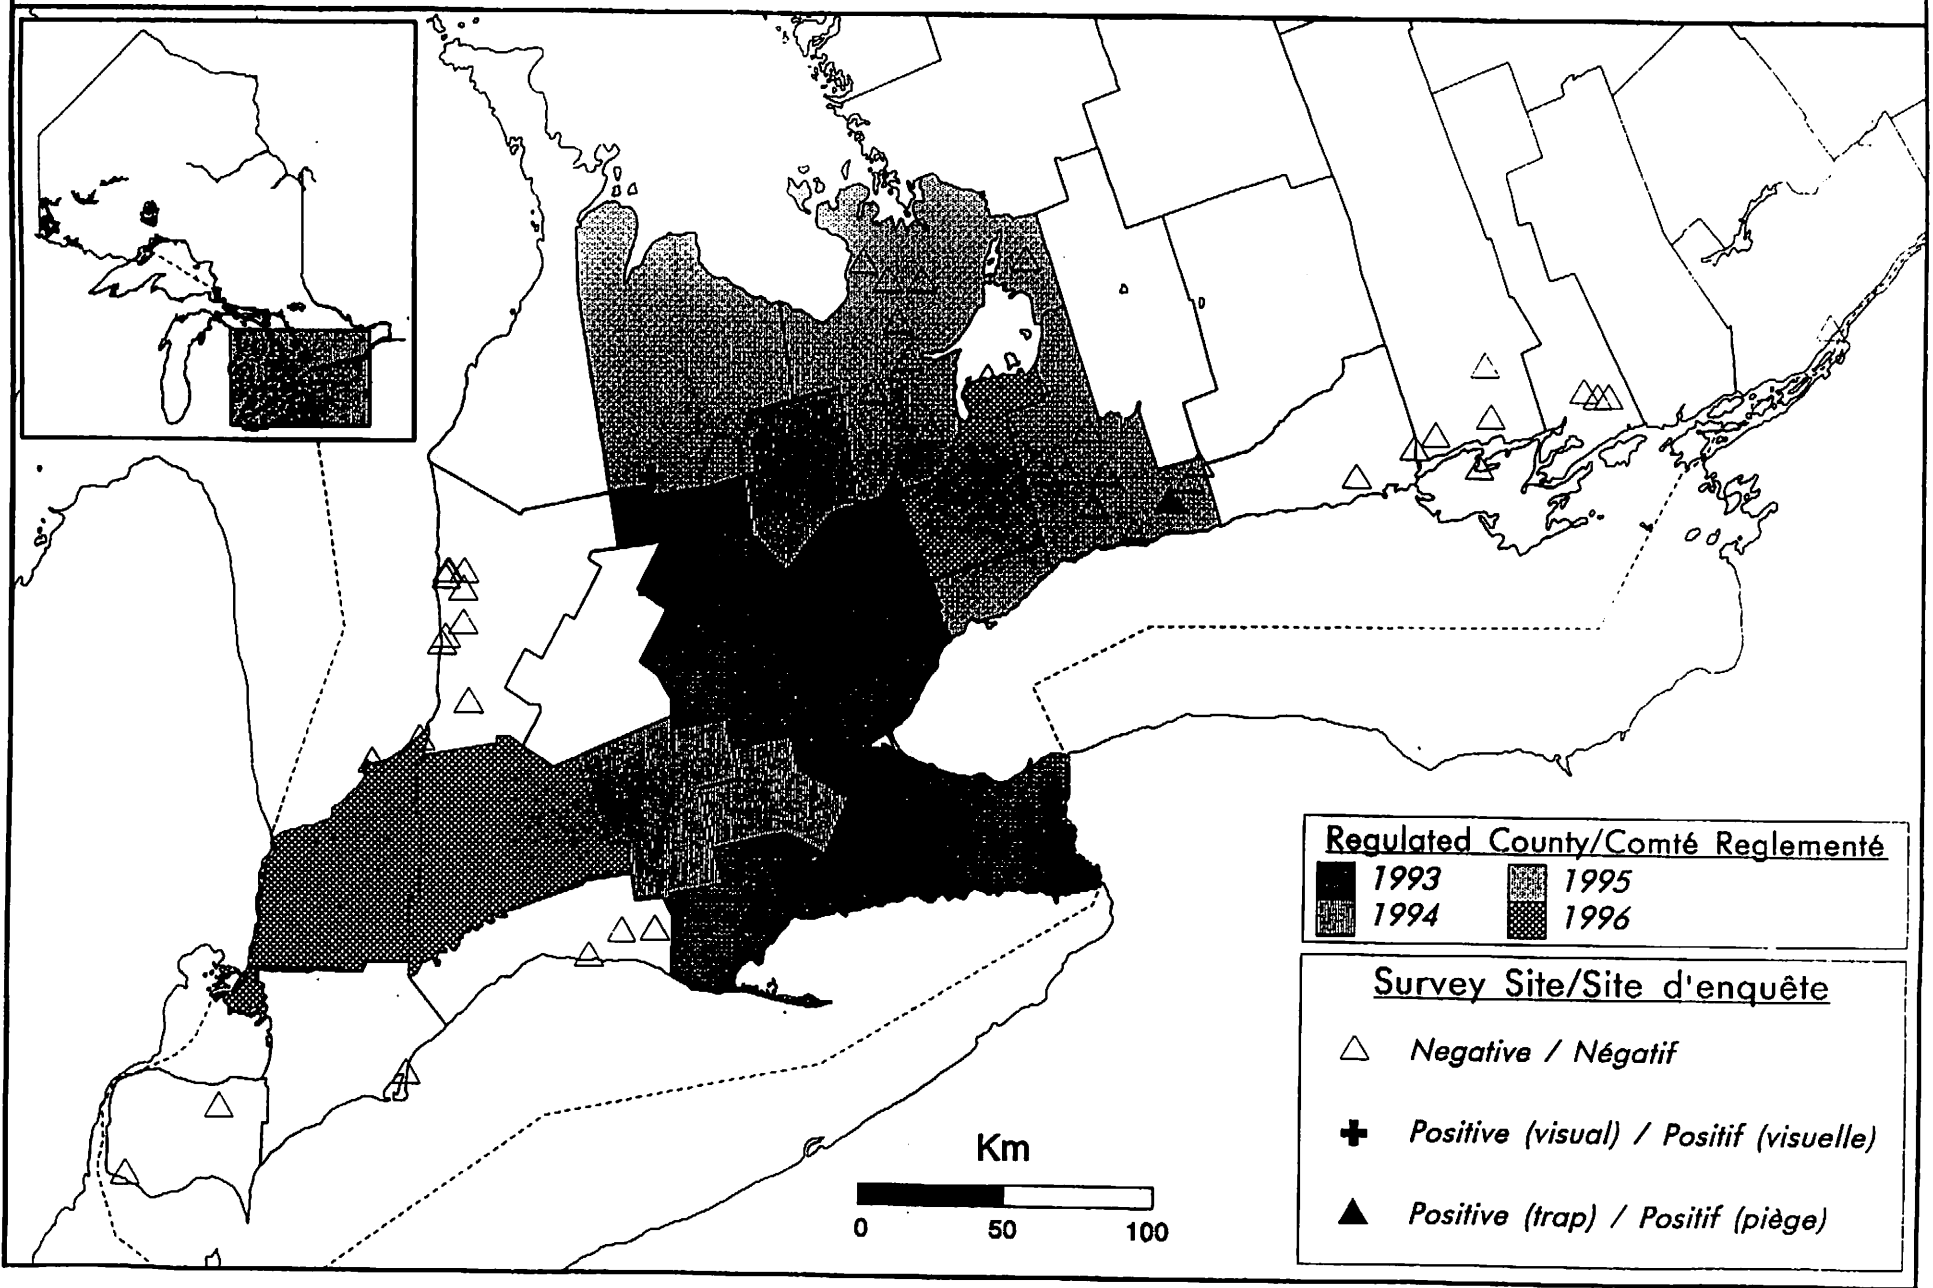 Regulated County/Comté Reglementé
1993 1995
1994 1996
Survey Site/Site d'enquête
Negative / Négatif
Positive (visual) / Positif (visuelle)
Positive (trap) / Positif (piège)
Km
0 50 100